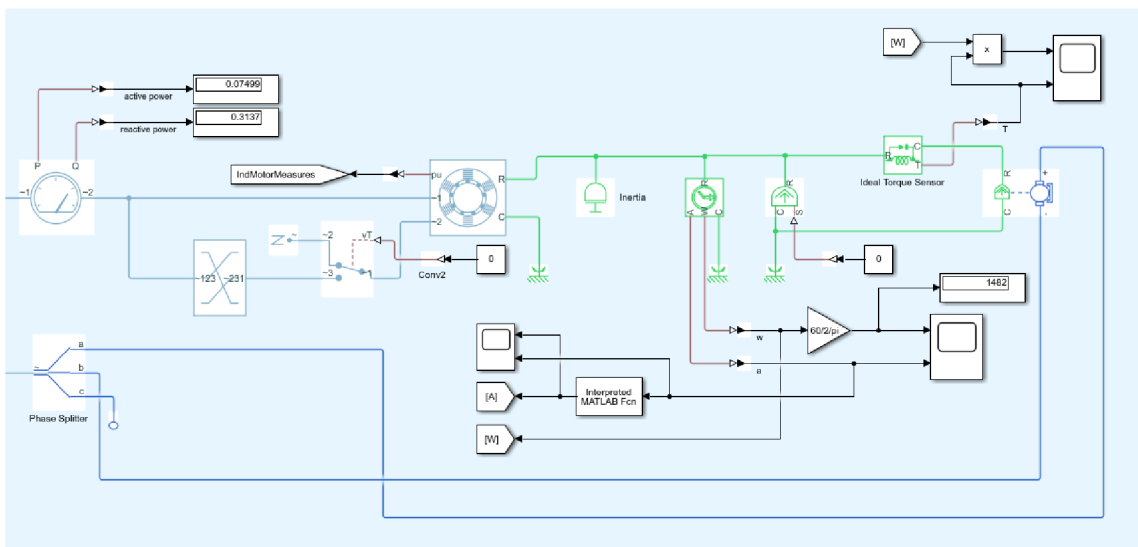 [W]
x
0.07499
active power
0.3137
reactive power
T
P
Q
~1
~2
IndMotorMeasures
pu
~1
~2
R
C
Inertia
R
A
W
C
R
C
S
R
C
T
Ideal Torque Sensor
R
C
+
-
~
~2
vT
~3
1
0
Conv2
0
~123
231~
1482
60/2/pi
w
a
Interpreted
MATLAB Fcn
[A]
[W]
~
a
b
c
Phase Splitter